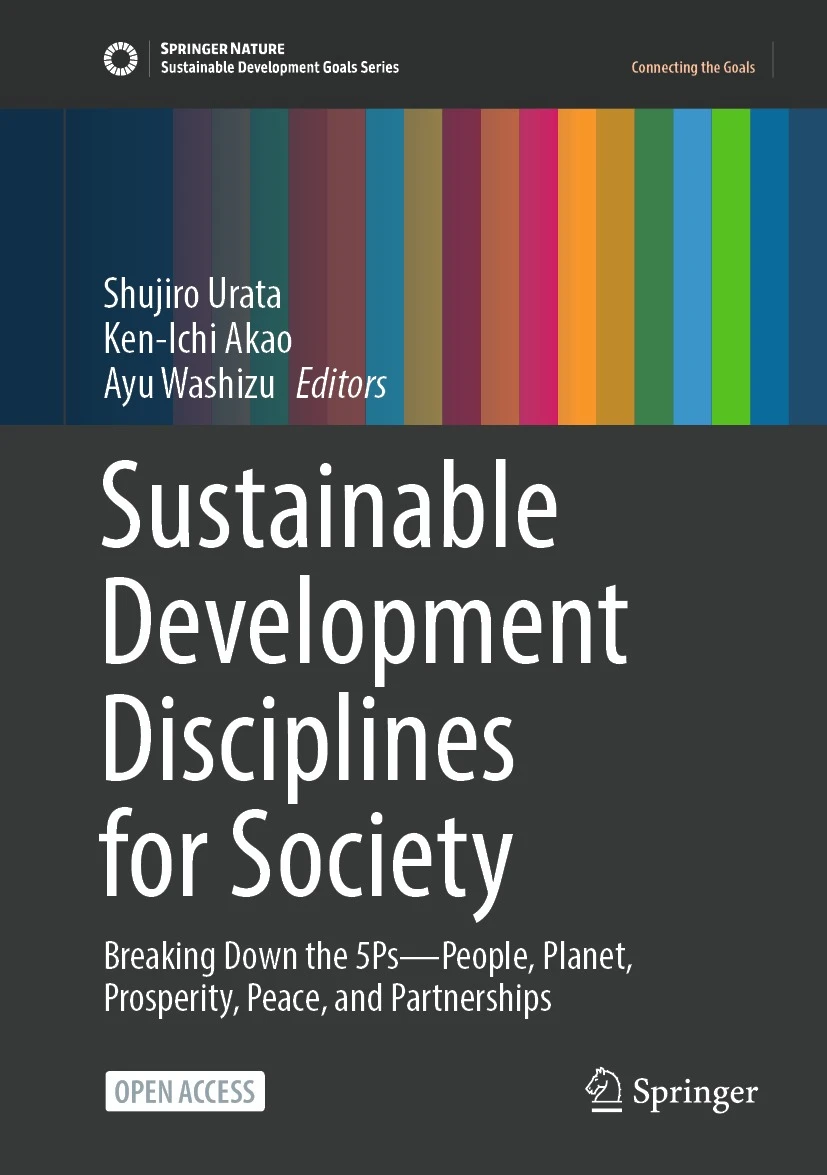 SPRINGER NATURE
Sustainable Development Goals Series
Connecting the Goals
Shujiro Urata
Ken-Ichi Akao
Ayu Washizu Editors
Sustainable
Development
Disciplines
for Society
Breaking Down the 5Ps—People, Planet,
Prosperity, Peace, and Partnerships
OPEN ACCESS
Springer